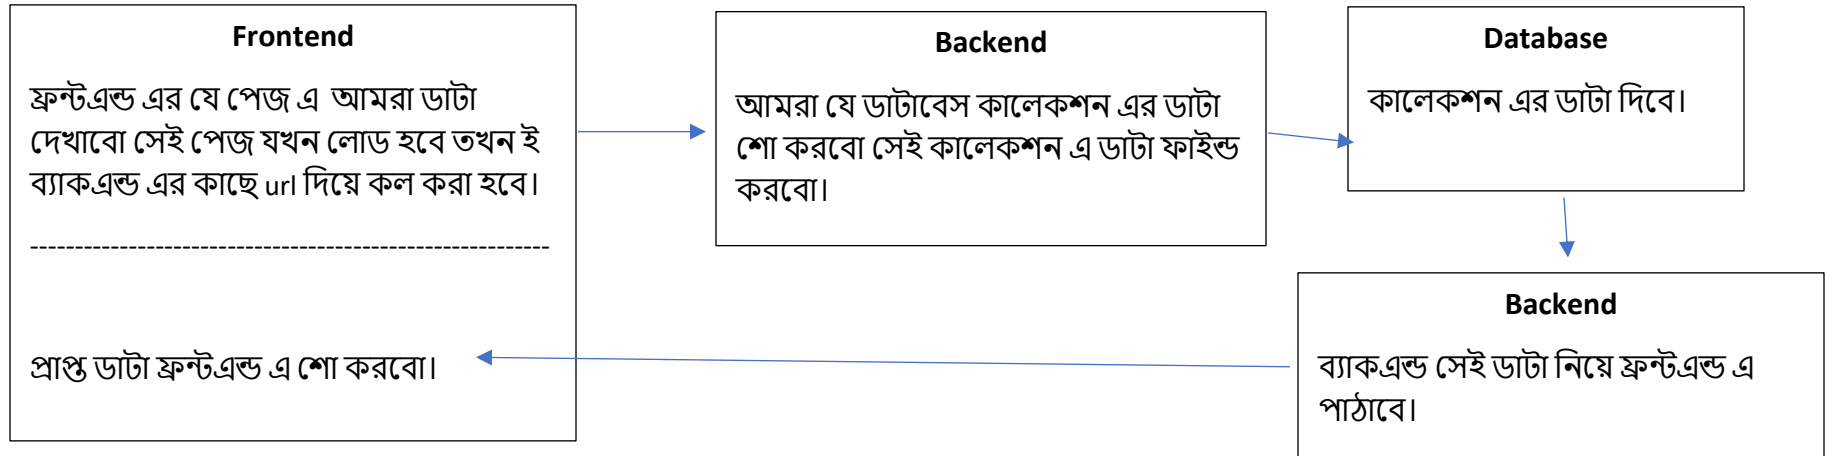 Frontend
ফ্রন্টএন্ড এর যে পেজ এ আমরা ডাটা
দেখাবো সেই পেজ যখন লোড হবে তখন ই
ব্যাকএন্ড এর কাছে url দিয়ে কল করা হবে।
----------------------------------------------------------
প্রাপ্ত ডাটা ফ্রন্টএন্ড এ শো করবো।
Backend
আমরা যে ডাটাবেস কালেকশন এর ডাটা
শো করবো সেই কালেকশন এ ডাটা ফাইন্ড
করবো।
Database
কালেকশন এর ডাটা দিবে।
Backend
ব্যাকএন্ড সেই ডাটা নিয়ে ফ্রন্টএন্ড এ
পাঠাবে।